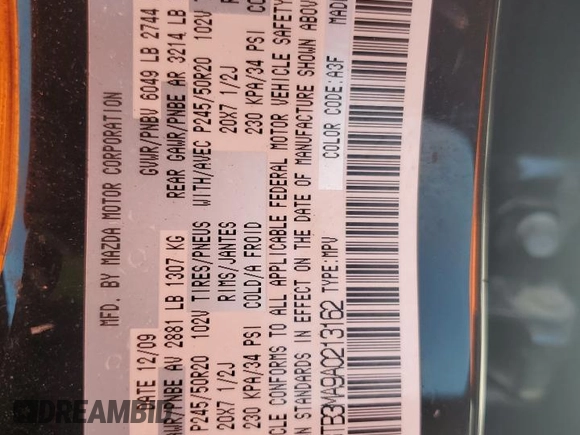 MFD. BY MAZDA MOTOR CORPORATION
DATE 12/09 GVWR/PNBV 6049 LB 2744
GAWR/PNBE AV 2881 LB 1307 KG REAR GAWR/PNBE AR 3214 LB
P245/50R20 102V TIRES/PNEUS WITH/AVEC P245/50R20 102V
20X7 1/2J RIMS/JANTES 20X7 1/2J
230 KPA/34 PSI COLD/A FROID 230 KPA/34 PSI
VEHICLE CONFORMS TO ALL APPLICABLE FEDERAL MOTOR VEHICLE SAFETY
STANDARDS IN EFFECT ON THE DATE OF MANUFACTURE SHOWN ABOVE
TB3MA9A0213162 TYPE: MPV COLOR CODE: A3F MADE
DREAMBID